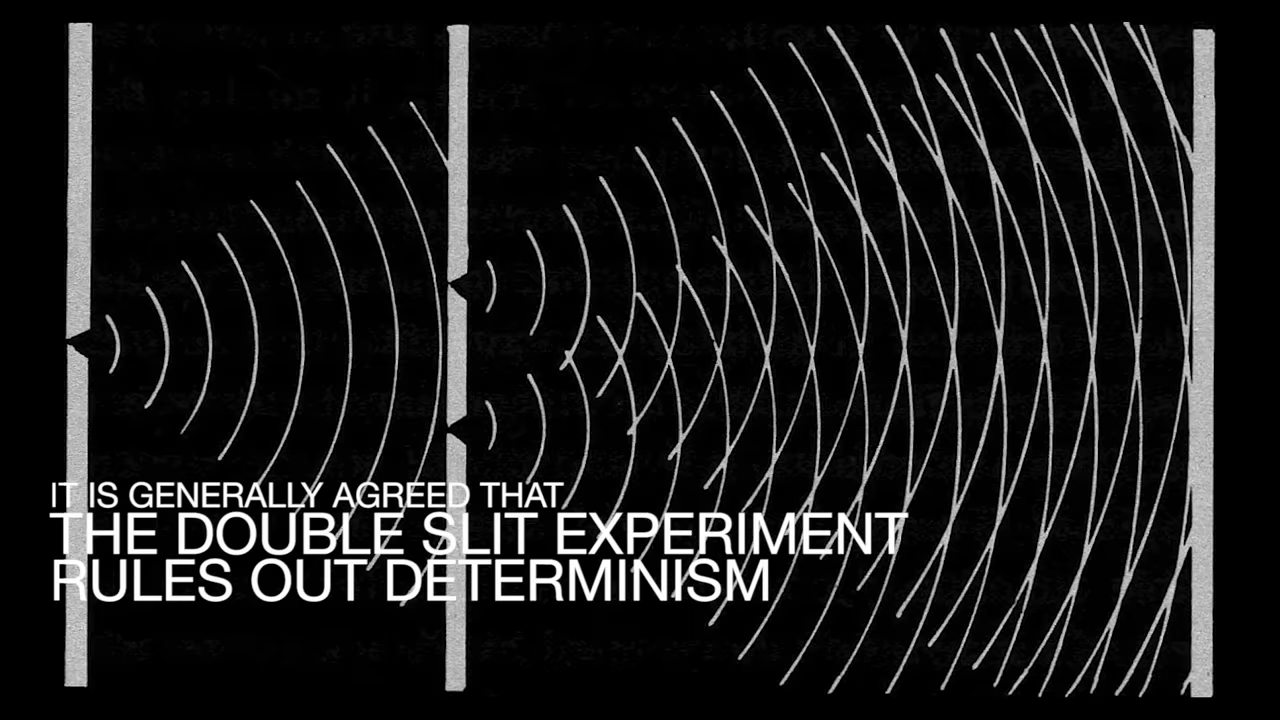 IT IS GENERALLY AGREED THAT
THE DOUBLE SLIT EXPERIMENT
RULES OUT DETERMINISM